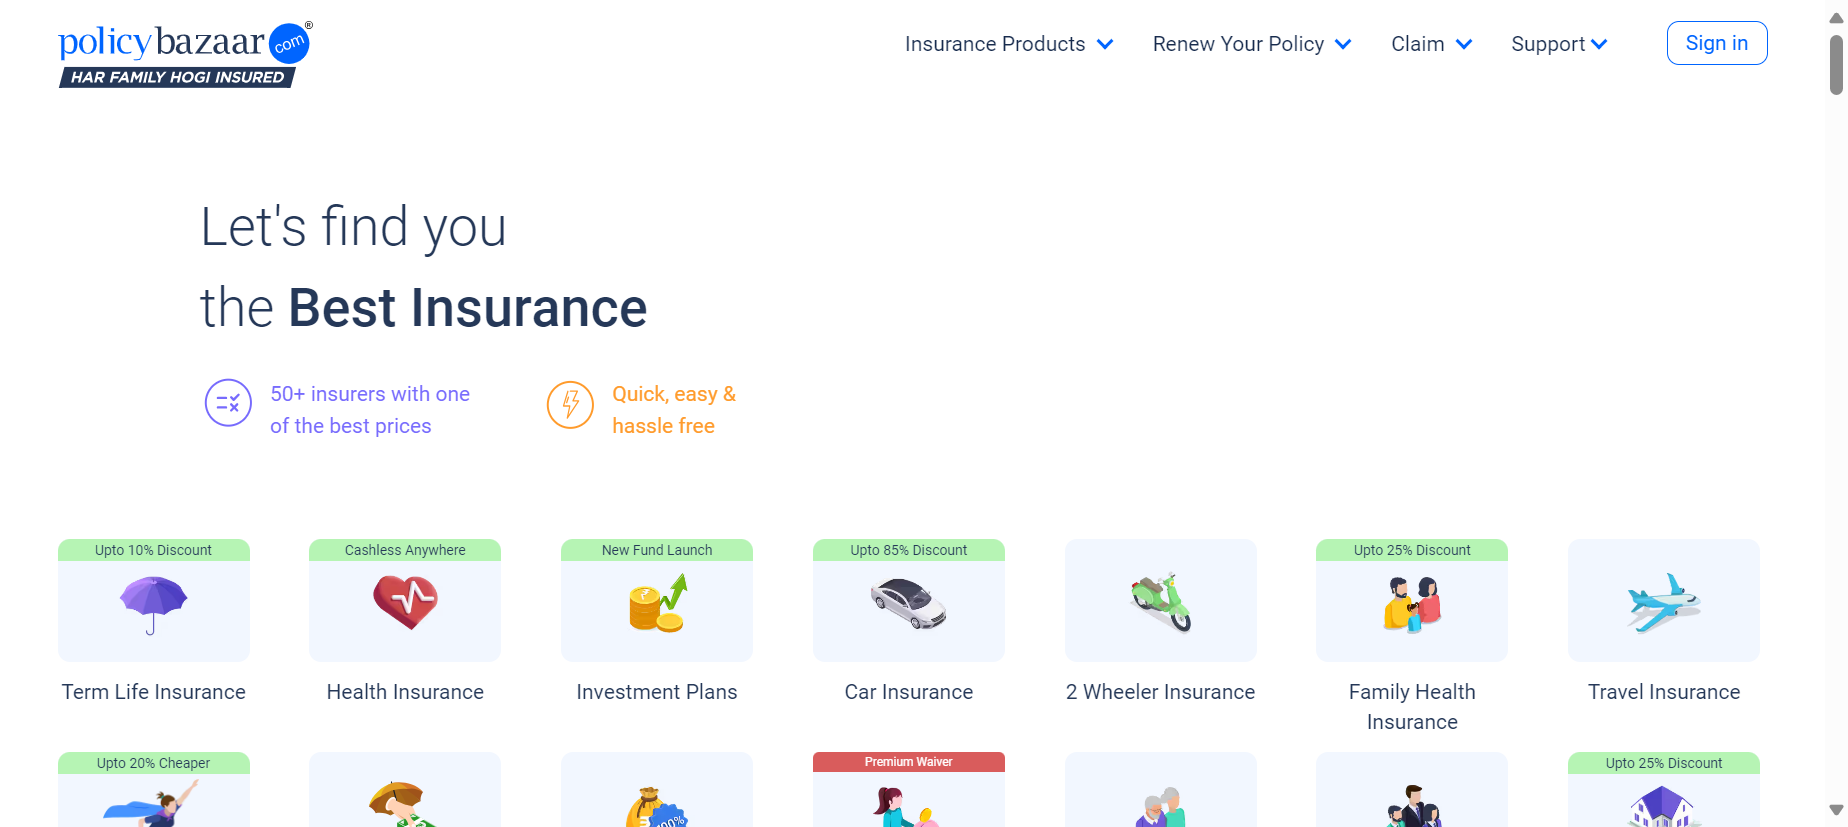 policybazaar com ®
HAR FAMILY HOGI INSURED
Insurance Products
Renew Your Policy
Claim
Support
Sign in
Let's find you
the Best Insurance
50+ insurers with one
of the best prices
Quick, easy &
hassle free
Upto 10% Discount
Cashless Anywhere
New Fund Launch
Upto 85% Discount
Upto 25% Discount
Term Life Insurance
Health Insurance
Investment Plans
Car Insurance
2 Wheeler Insurance
Family Health
Insurance
Travel Insurance
Upto 20% Cheaper
Premium Waiver
Upto 25% Discount
100%